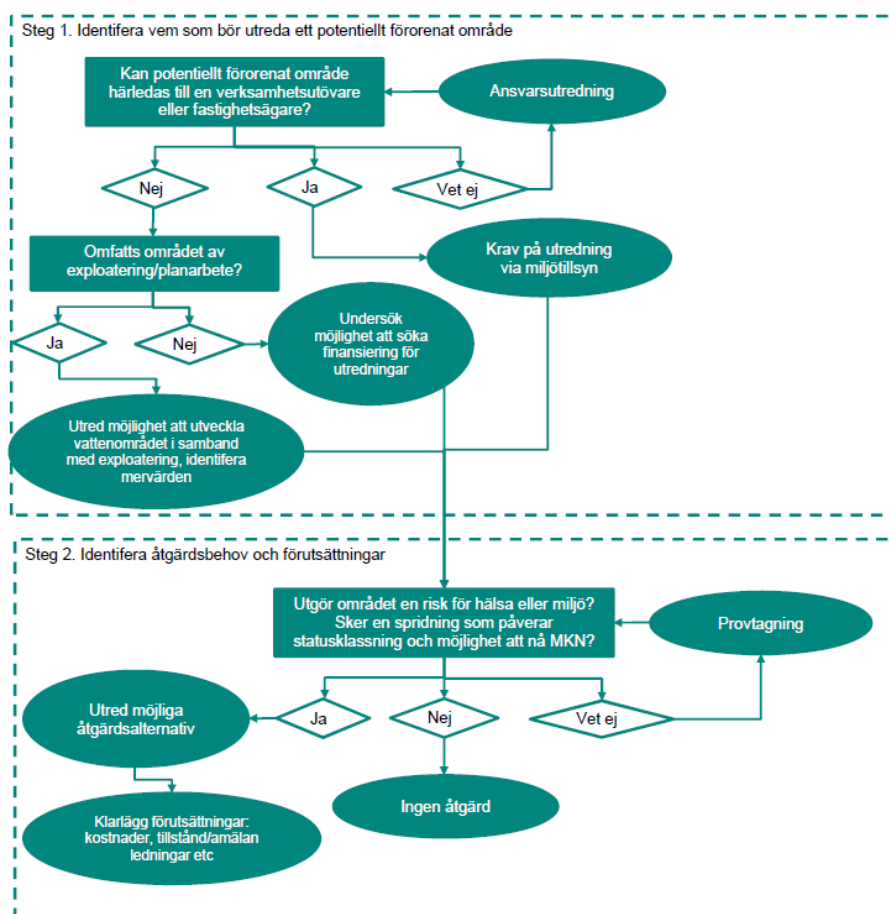 Steg 1. Identifera vem som bör utreda ett potentiellt förorenat område
Kan potentiellt förorenat område
härledas till en verksamhetsutövare
eller fastighetsägare?
Ansvarsutredning
Nej
Ja
Vet ej
Omfatts området av
exploatering/planarbete?
Krav på utredning
via miljötillsyn
Ja
Nej
Undersök
möjlighet att söka
finansiering för
utredningar
Utred möjlighet att utveckla
vattenområdet i samband
med exploatering, identifera
mervärden
Steg 2. Identifera åtgärdsbehov och förutsättningar
Utgör området en risk för hälsa eller miljö?
Sker en spridning som påverar
statusklassning och möjlighet att nå MKN?
Provtagning
Utred möjliga
åtgärdsalternativ
Ja
Nej
Vet ej
Klarlägg förutsättningar:
kostnader, tillstånd/amälan
ledningar etc
Ingen åtgärd